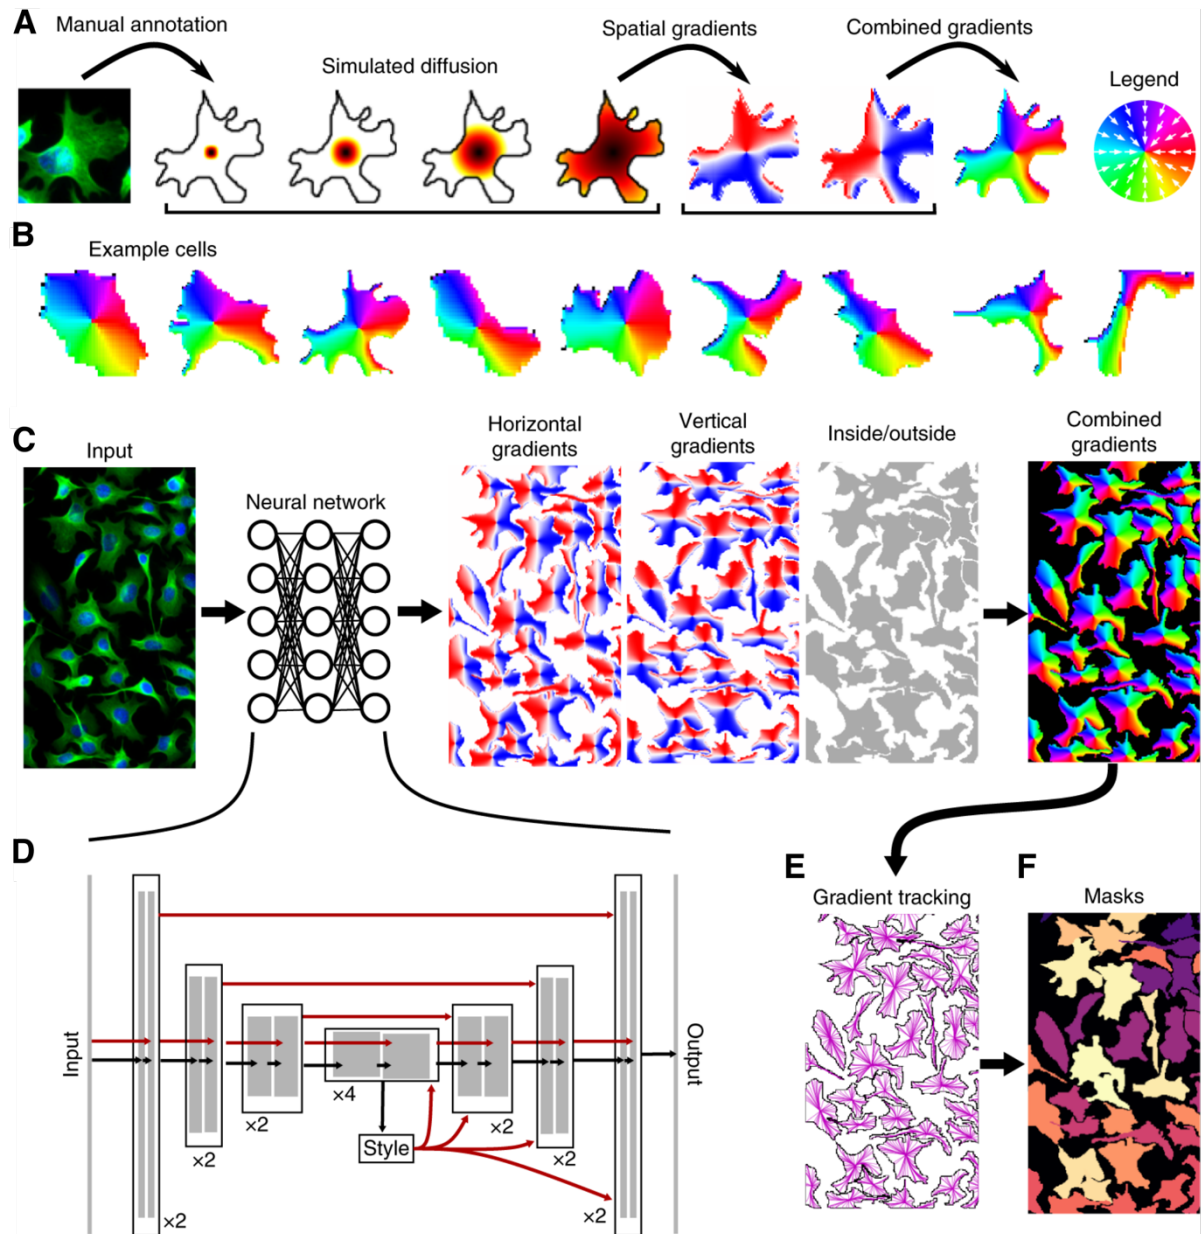 A
Manual annotation
Simulated diffusion
Spatial gradients
Combined gradients
Legend
B
Example cells
C
Input
Neural network
Horizontal
gradients
Vertical
gradients
Inside/outside
Combined
gradients
D
Input
×2
×2
×2
×4
Style
×2
×2
×2
Output
E
Gradient tracking
F
Masks